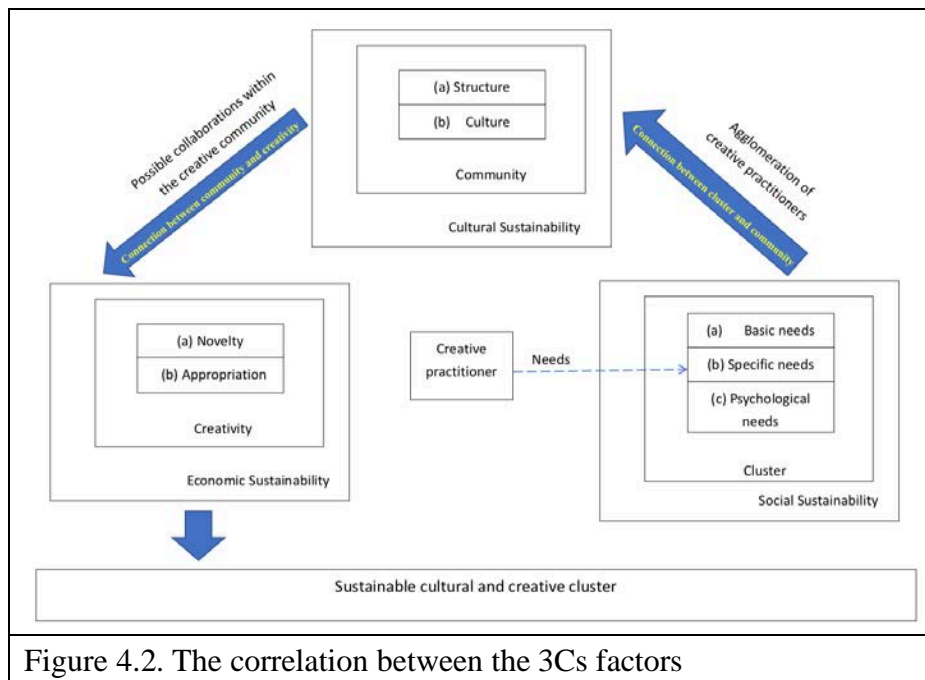 (a) Structure
(b) Culture
Community
Cultural Sustainability
Possible collaborations within
the creative community
Connection between community and creativity
Agglomeration of
creative practitioners
Connection between cluster and community
(a) Novelty
(b) Appropriation
Creativity
Economic Sustainability
Creative
practitioner
Needs
(a) Basic needs
(b) Specific needs
(c) Psychological
needs
Cluster
Social Sustainability
Sustainable cultural and creative cluster
Figure 4.2. The correlation between the 3Cs factors